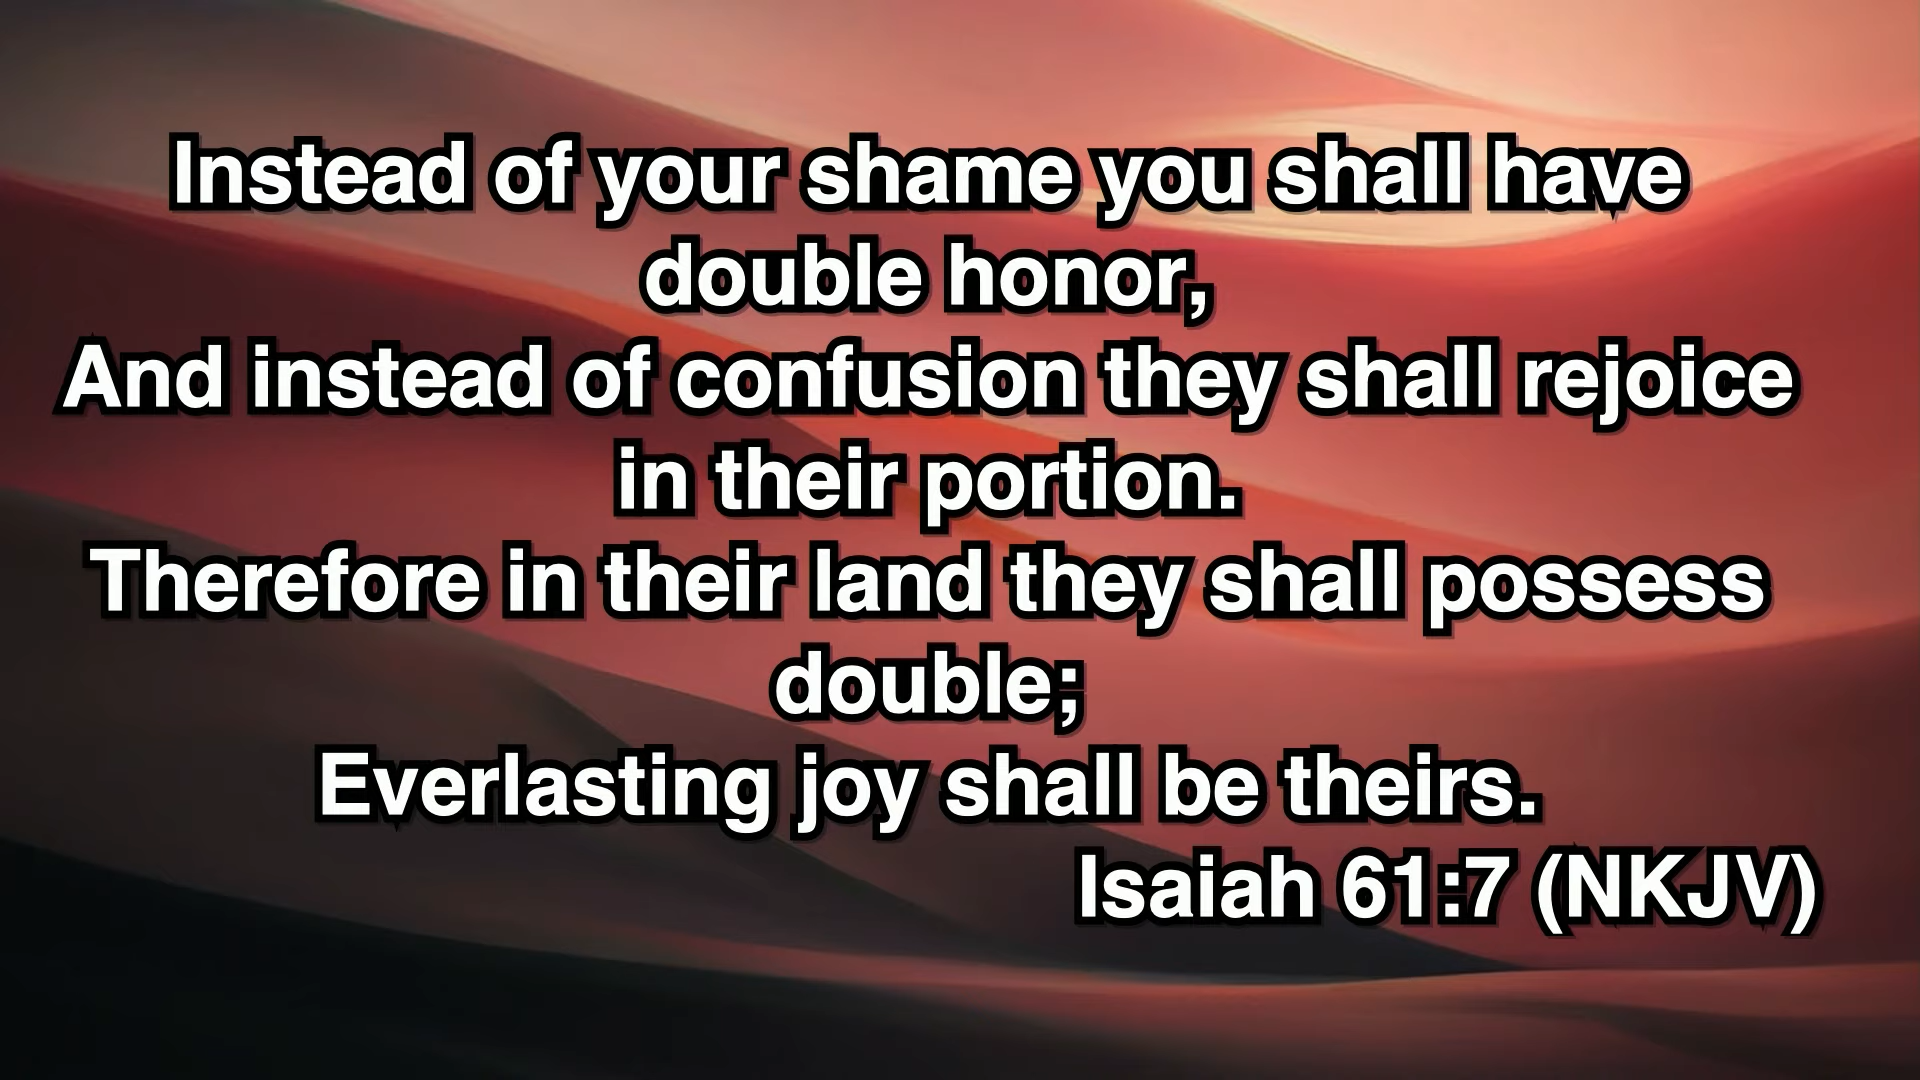 Instead of your shame you shall have
double honor,
And instead of confusion they shall rejoice
in their portion.
Therefore in their land they shall possess
double;
Everlasting joy shall be theirs.
Isaiah 61:7 (NKJV)